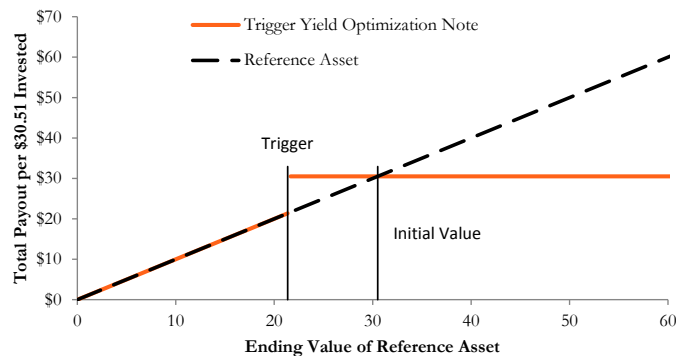 Trigger Yield Optimization Note
Reference Asset
Total Payout per $30.51 Invested
$70
$60
$50
$40
$30
$20
$10
$0
Trigger
Initial Value
0 10 20 30 40 50 60
Ending Value of Reference Asset